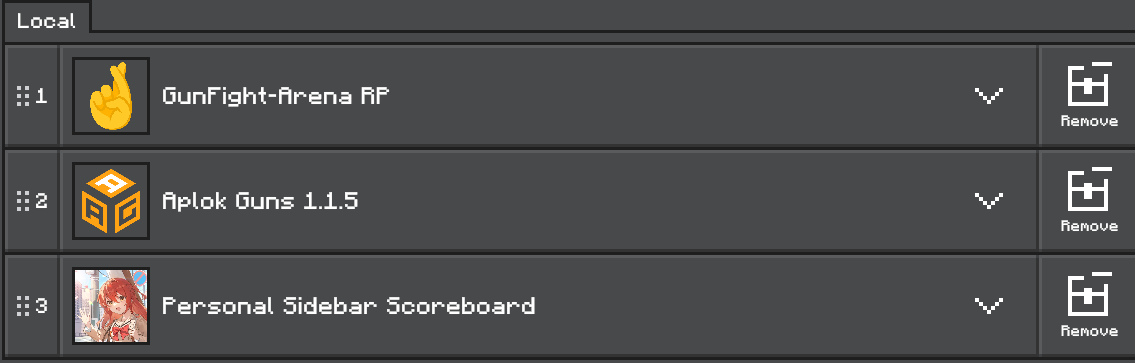 Local
1
GunFight-Arena RP
Remove
2
Aplok Guns 1.1.5
Remove
3
Personal Sidebar Scoreboard
Remove